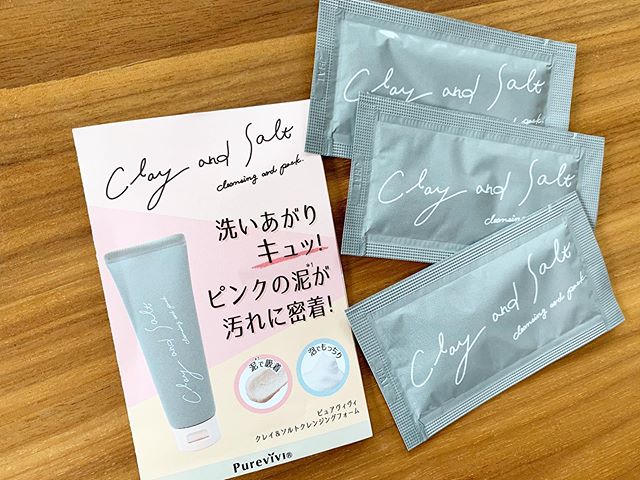 Clay and Salt
cleansing and pack.
洗いあがり
キュッ!
ピンクの泥が
汚れに密着!
Clay and Salt
cleansing and pack.
泥で吸着
泡でもっちり
ピュアヴィヴィ
クレイ&ソルトクレンジングフォーム
Purevivi®
Clay and Salt
Clay and Salt
cleansing and pack.
Clay and Salt
cleansing and pack.